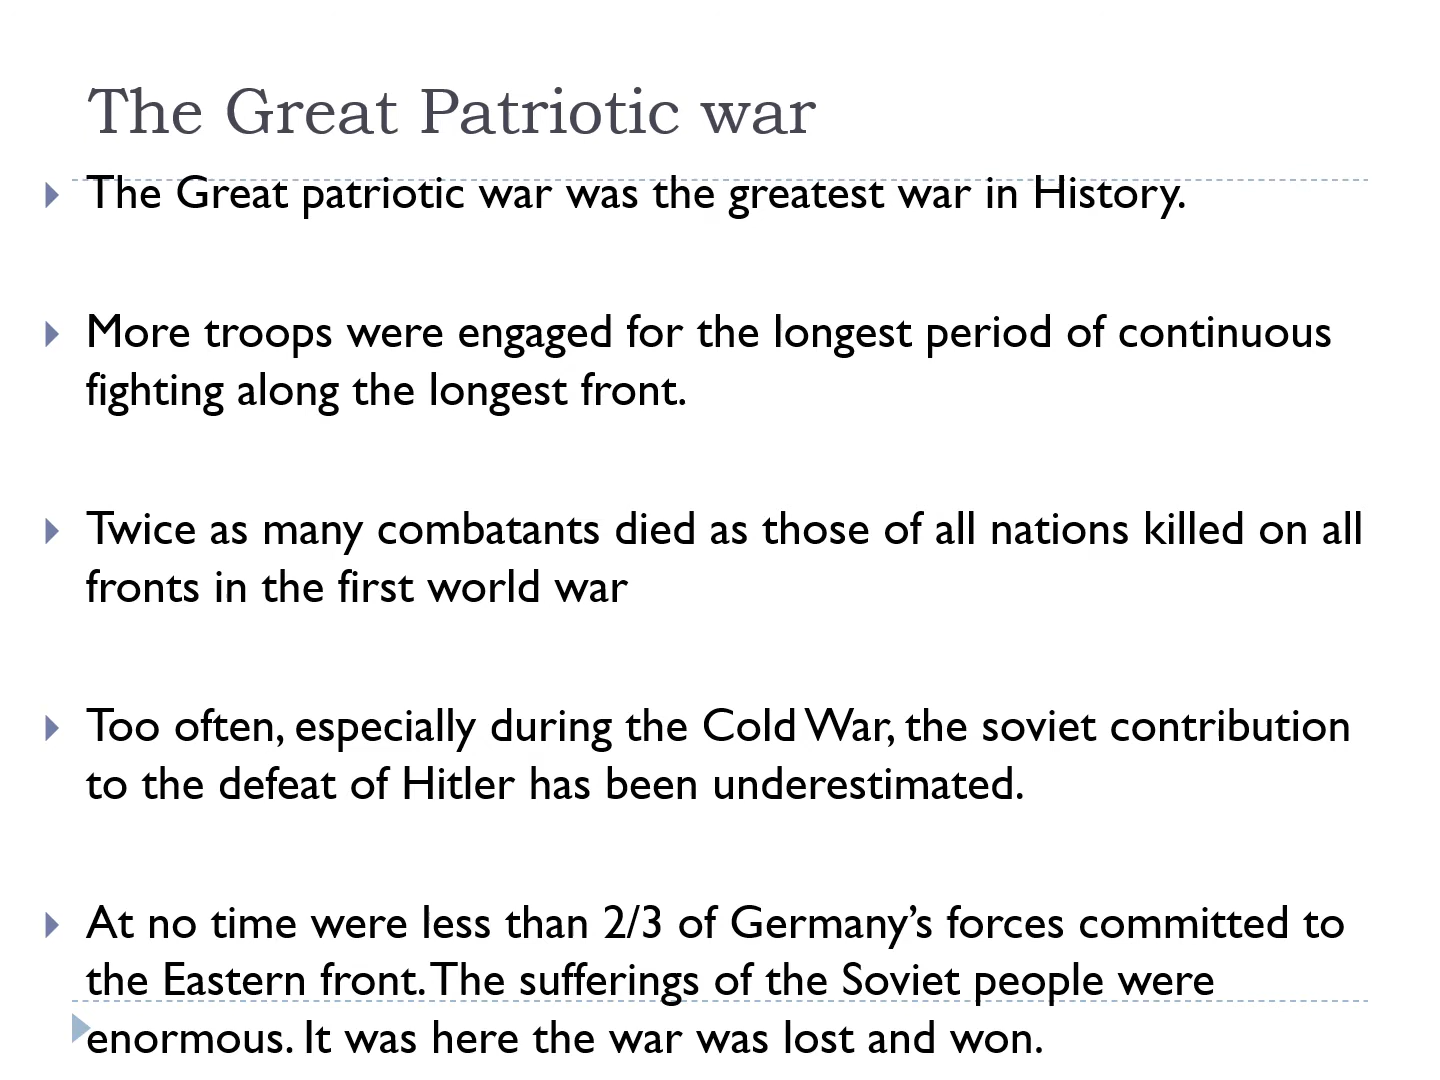 The Great Patriotic war
The Great patriotic war was the greatest war in History.
More troops were engaged for the longest period of continuous
fighting along the longest front.
Twice as many combatants died as those of all nations killed on all
fronts in the first world war
Too often, especially during the Cold War, the soviet contribution
to the defeat of Hitler has been underestimated.
At no time were less than 2/3 of Germany’s forces committed to
the Eastern front. The sufferings of the Soviet people were
enormous. It was here the war was lost and won.